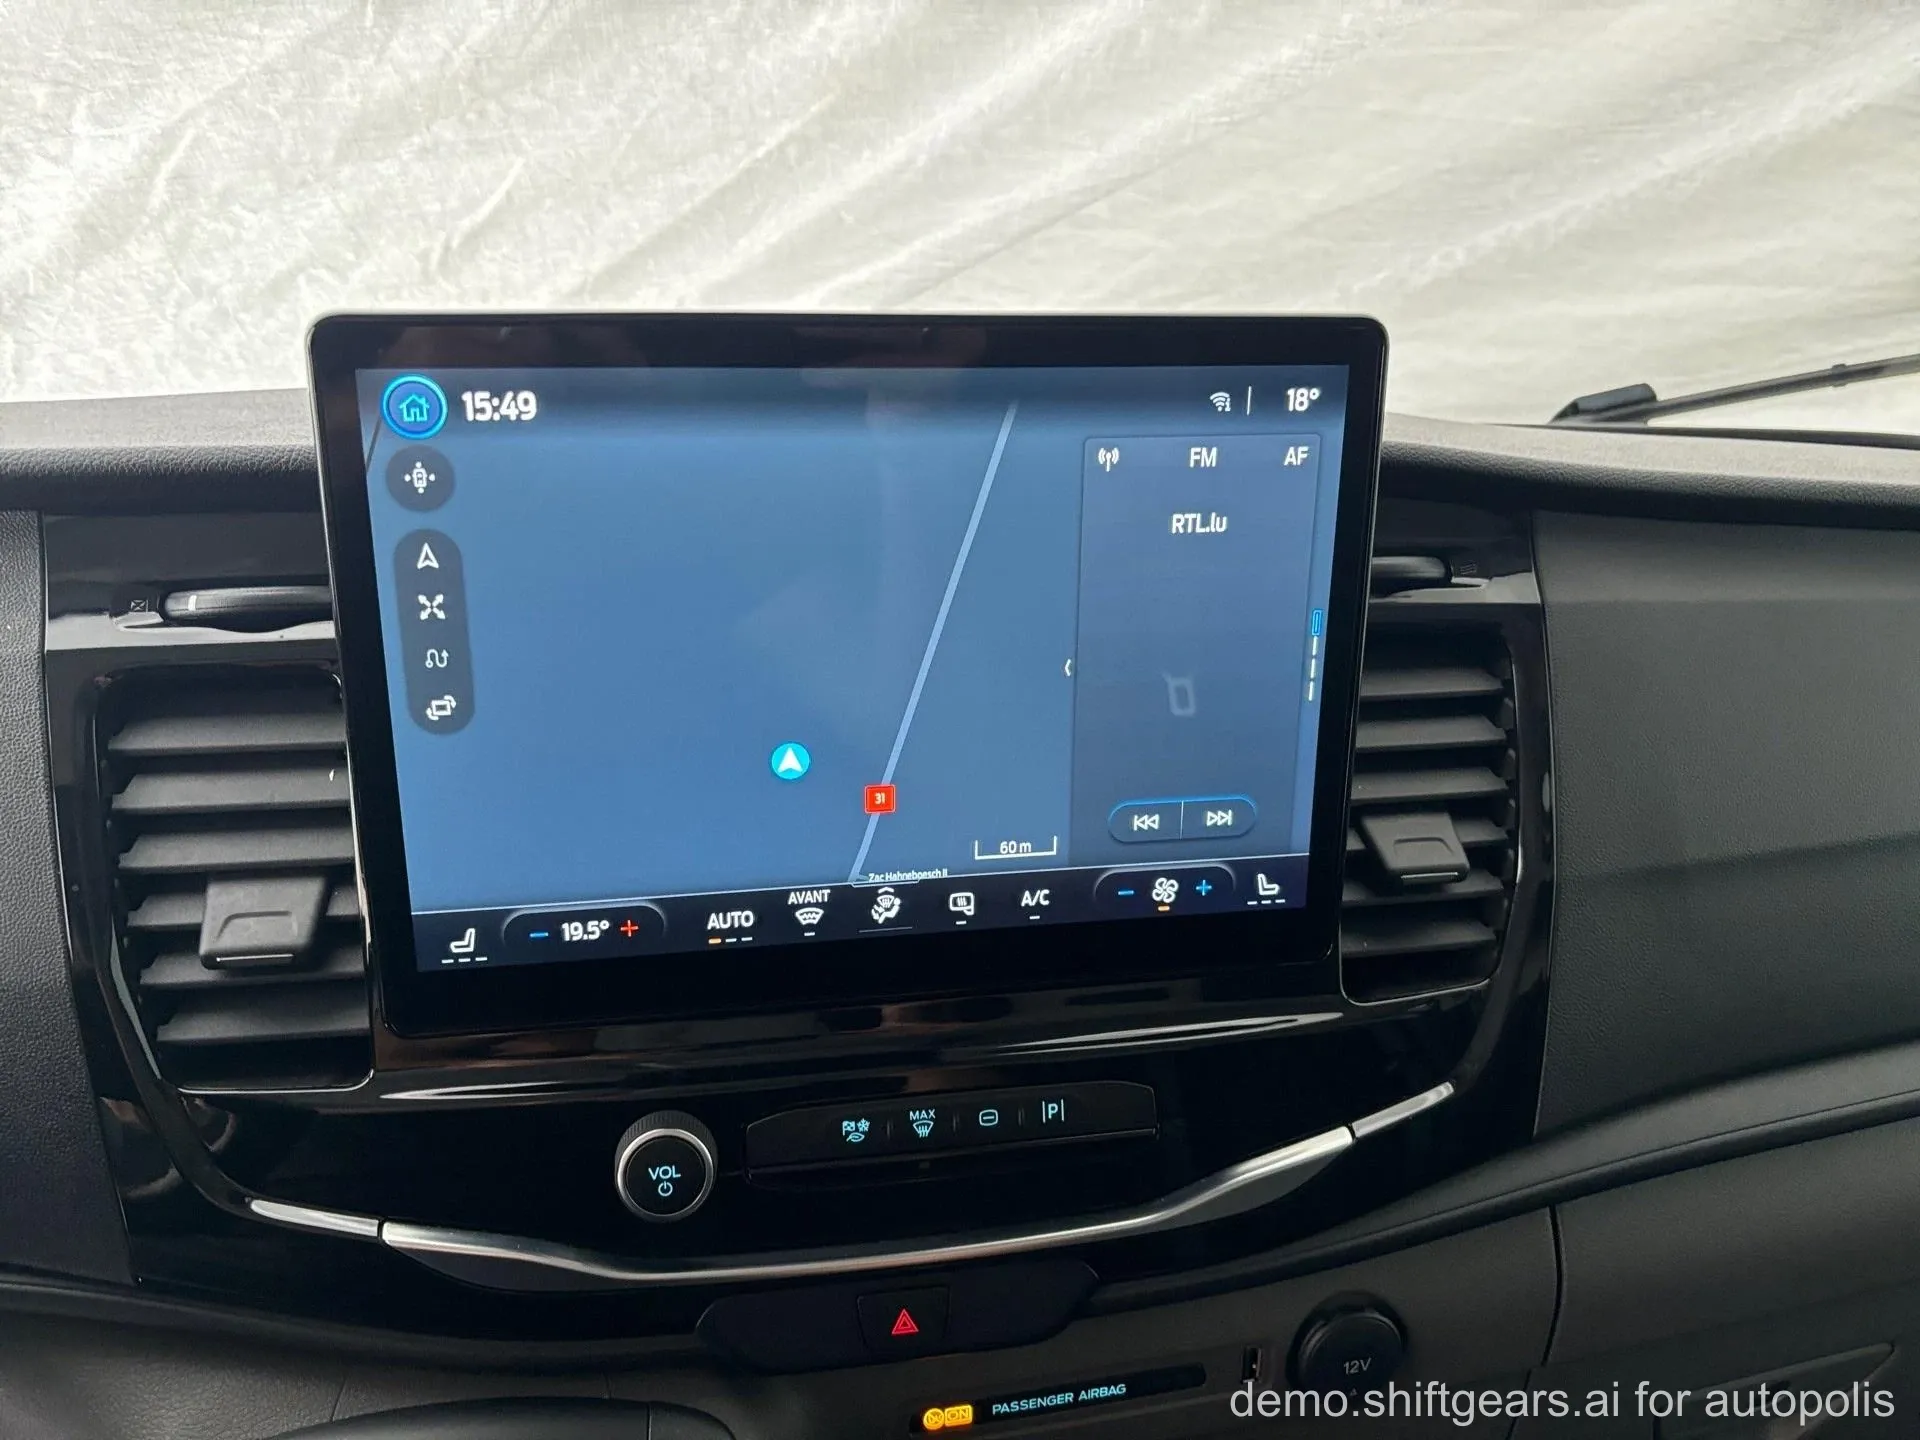 15:49
18°
FM
AF
RTL.lu
31
60 m
Zac Hahneboesch II
19.5°
AUTO
AVANT
A/C
VOL
MAX
P
12V
ON
PASSENGER AIRBAG
demo.shiftgears.ai for autopolis